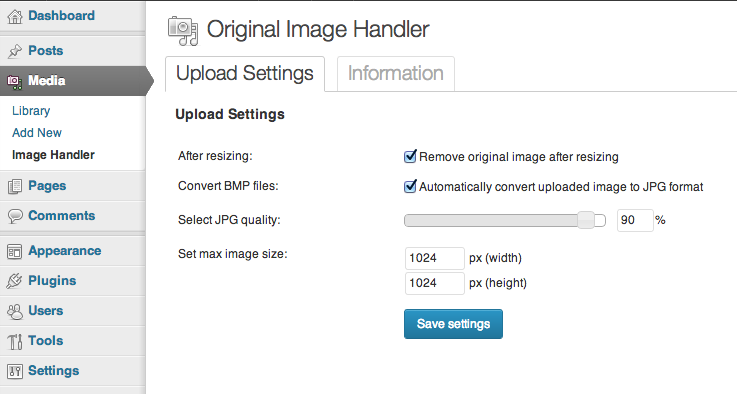 Dashboard
Posts
Media
Library
Add New
Image Handler
Pages
Comments
Appearance
Plugins
Users
Tools
Settings
Original Image Handler
Upload Settings
Information
Upload Settings
After resizing: Remove original image after resizing
Convert BMP files: Automatically convert uploaded image to JPG format
Select JPG quality: 90 %
Set max image size: 1024 px (width)
1024 px (height)
Save settings